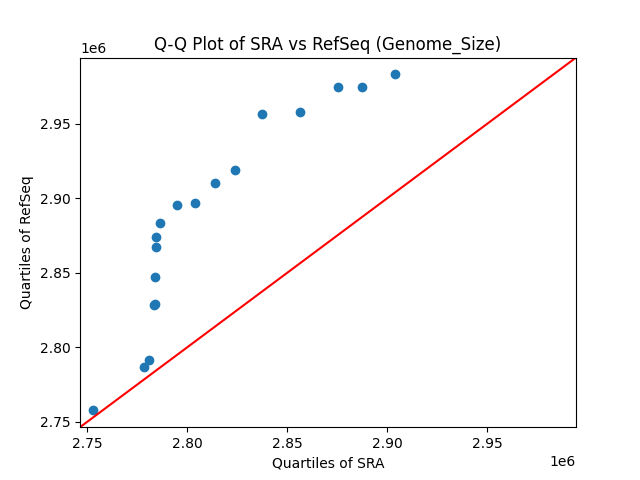 Q-Q Plot of SRA vs RefSeq (Genome_Size)
1e6
2.95
2.90
2.85
2.80
2.75
Quartiles of RefSeq
2.75 2.80 2.85 2.90 2.95
1e6
Quartiles of SRA